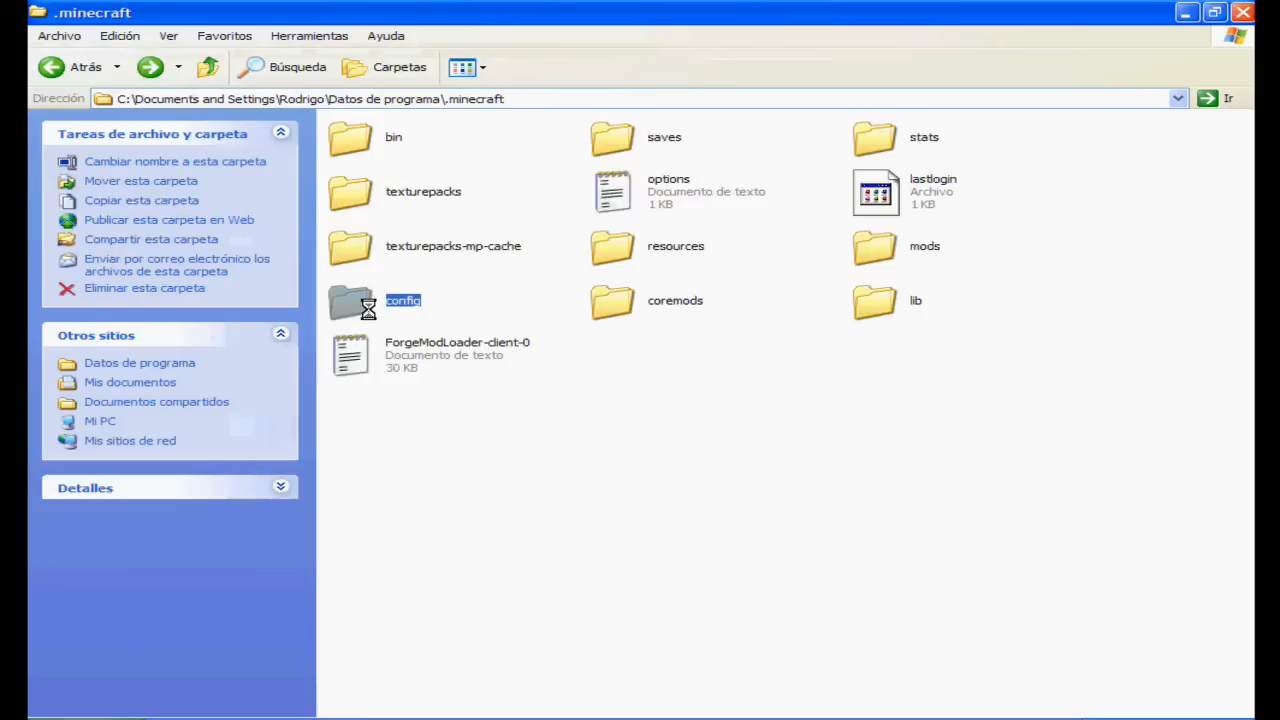 .minecraft
Archivo Edición Ver Favoritos Herramientas Ayuda
Atrás Búsqueda Carpetas
Dirección C:\Documents and Settings\Rodrigo\Datos de programa\.minecraft Ir
Tareas de archivo y carpeta
Cambiar nombre a esta carpeta
Mover esta carpeta
Copiar esta carpeta
Publicar esta carpeta en Web
Compartir esta carpeta
Enviar por correo electrónico los
archivos de esta carpeta
Eliminar esta carpeta
Otros sitios
Datos de programa
Mis documentos
Documentos compartidos
Mi PC
Mis sitios de red
Detalles
bin
saves
stats
texturepacks
options
Documento de texto
1 KB
lastlogin
Archivo
1 KB
texturepacks-mp-cache
resources
mods
config
coremods
lib
ForgeModLoader-client-0
Documento de texto
30 KB